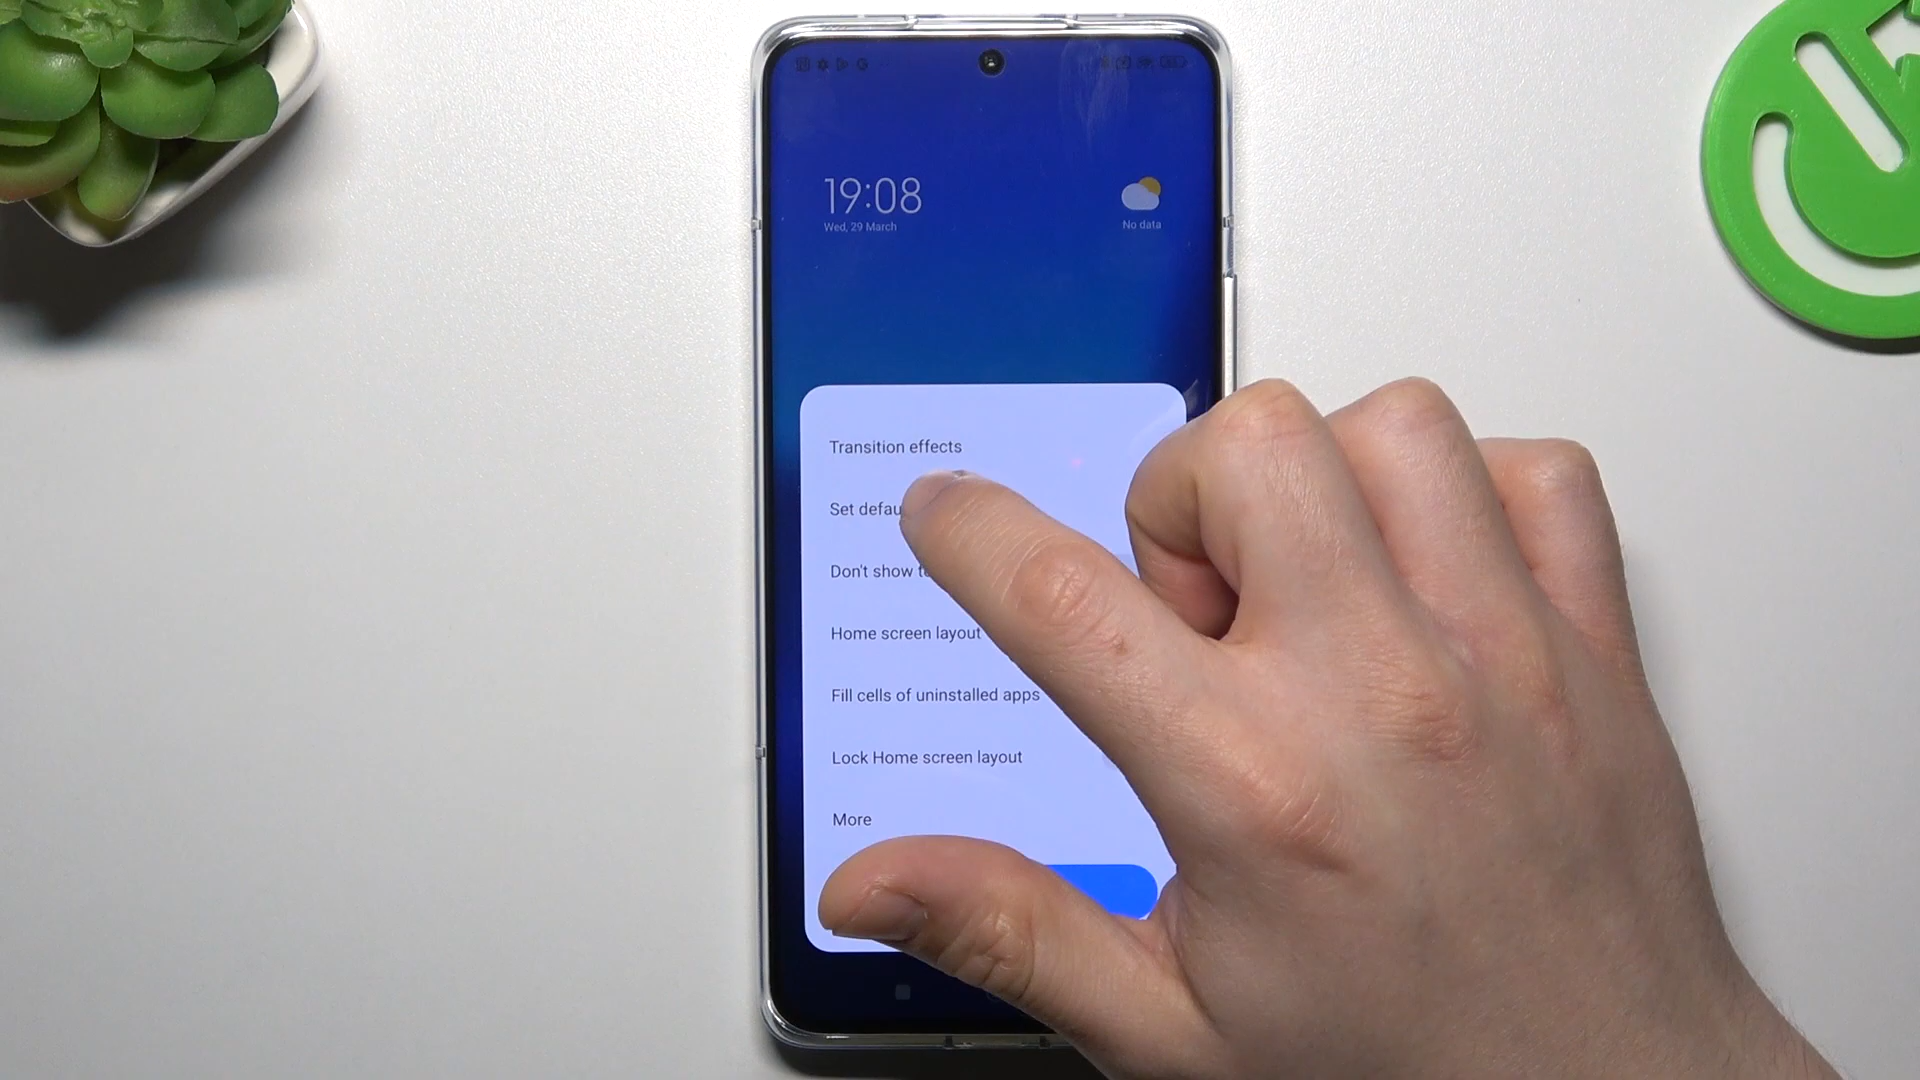 19:08
Wed, 29 March
No data
Transition effects
Set defau
Don't show
Home screen layout
Fill cells of uninstalled apps
Lock Home screen layout
More